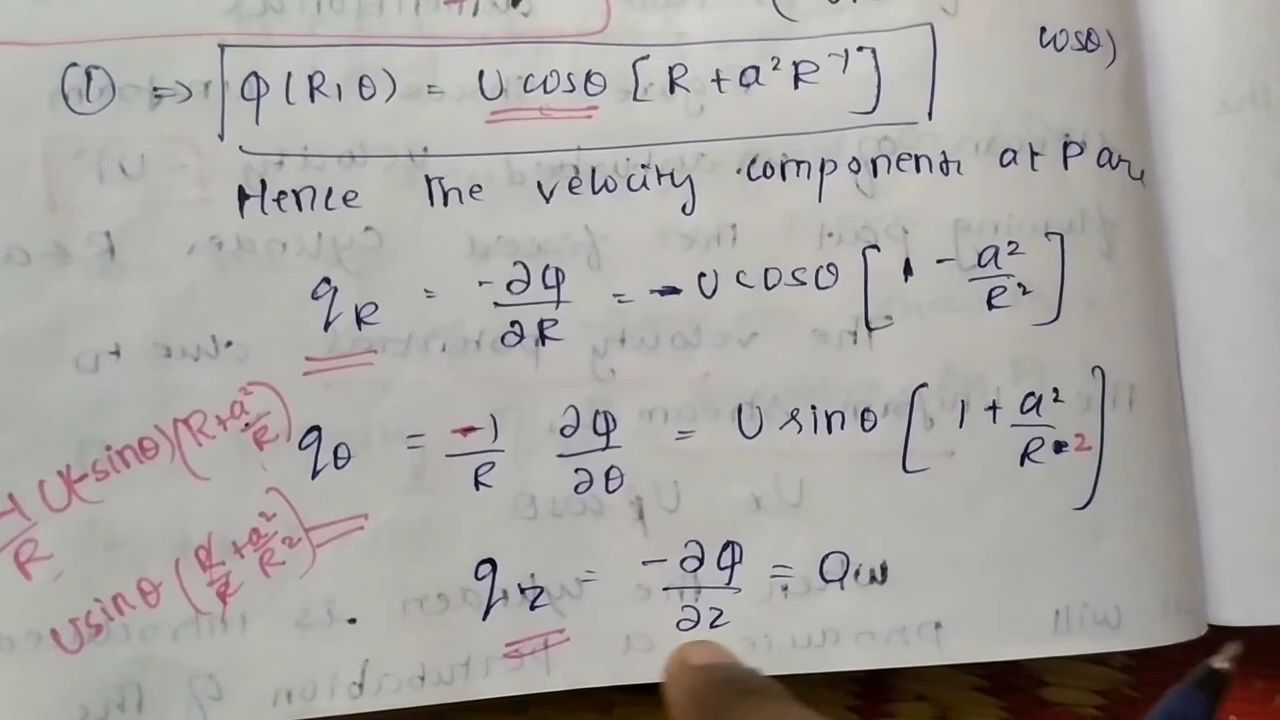 cosθ)
① => φ(R,θ) = U cosθ [R + a²R⁻¹]
Hence The velocity components at P are
q_R = -∂φ/∂R = -U cosθ [1 - a²/R²]
q_θ = -1/R ∂φ/∂θ = U sinθ [1 + a²/R²]
-1/R U(-sinθ)(R + a²/R)
U sinθ (R/R + a²/R²)
q_z = -∂φ/∂z = 0